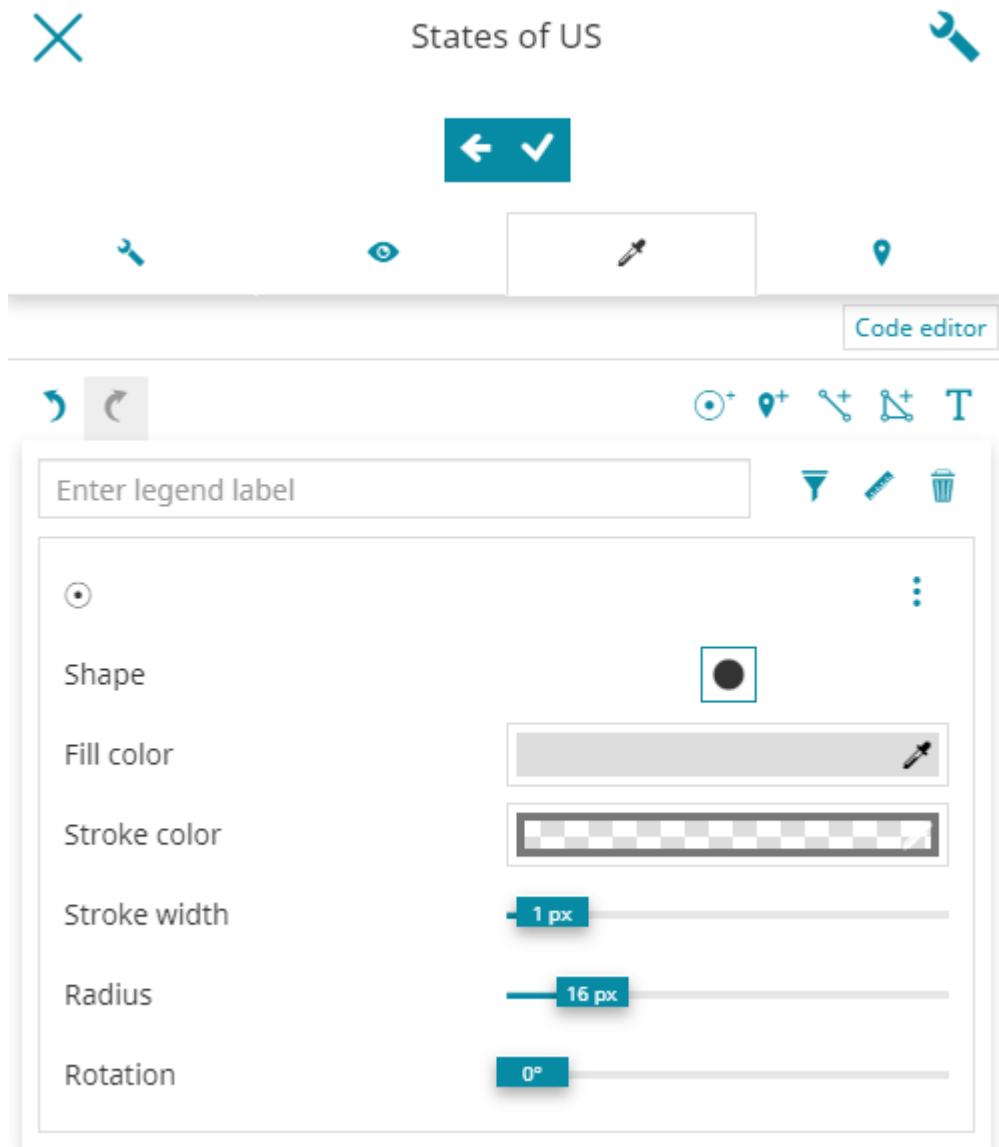 States of US
Code editor
T
Enter legend label
Shape
Fill color
Stroke color
Stroke width
1 px
Radius
16 px
Rotation
0°